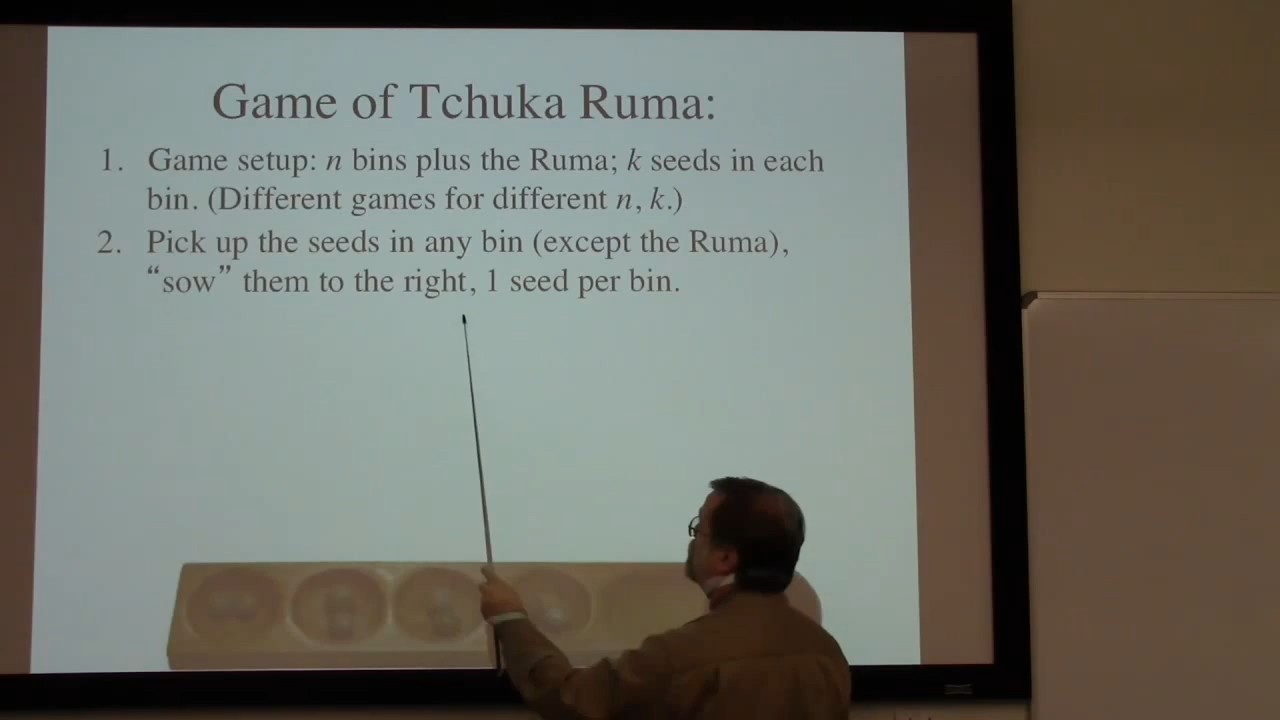 Game of Tchuka Ruma:
1. Game setup: n bins plus the Ruma; k seeds in each
bin. (Different games for different n, k.)
2. Pick up the seeds in any bin (except the Ruma),
“sow” them to the right, 1 seed per bin.